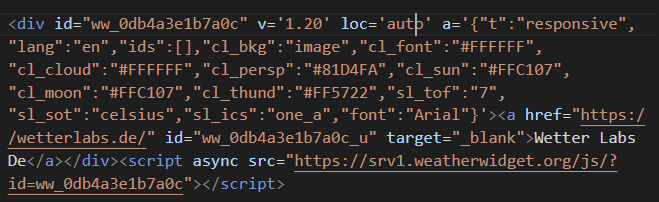 <div id="ww_0db4a3e1b7a0c" v='1.20' loc='auto' a='{"t":"responsive",
"lang":"en","ids":[],"cl_bkg":"image","cl_font":"#FFFFFF",
"cl_cloud":"#FFFFFF","cl_persp":"#81D4FA","cl_sun":"#FFC107",
"cl_moon":"#FFC107","cl_thund":"#FF5722","sl_tof":"7",
"sl_sot":"celsius","sl_ics":"one_a","font":"Arial"}'><a href="https:/
/wetterlabs.de/" id="ww_0db4a3e1b7a0c_u" target="_blank">Wetter Labs
De</a></div><script async src="https://srv1.weatherwidget.org/js/?
id=ww_0db4a3e1b7a0c"></script>